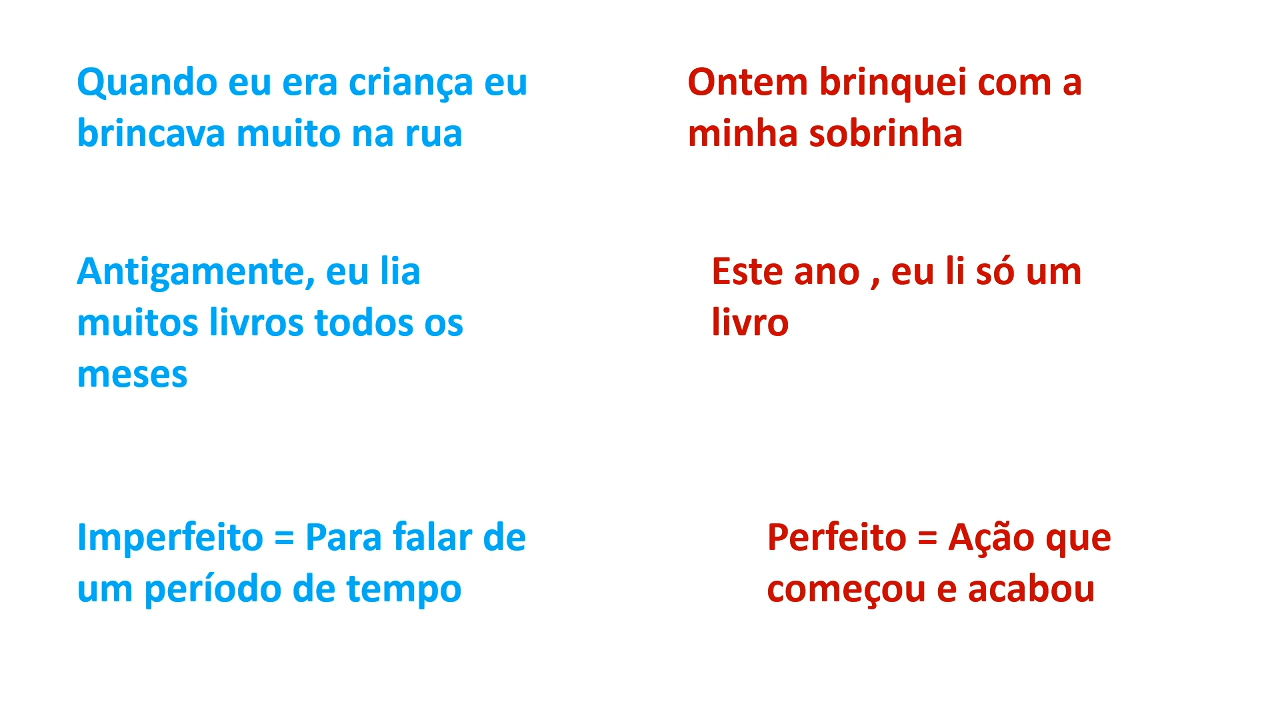 Quando eu era criança eu
brincava muito na rua
Ontem brinquei com a
minha sobrinha
Antigamente, eu lia
muitos livros todos os
meses
Este ano , eu li só um
livro
Imperfeito = Para falar de
um período de tempo
Perfeito = Ação que
começou e acabou